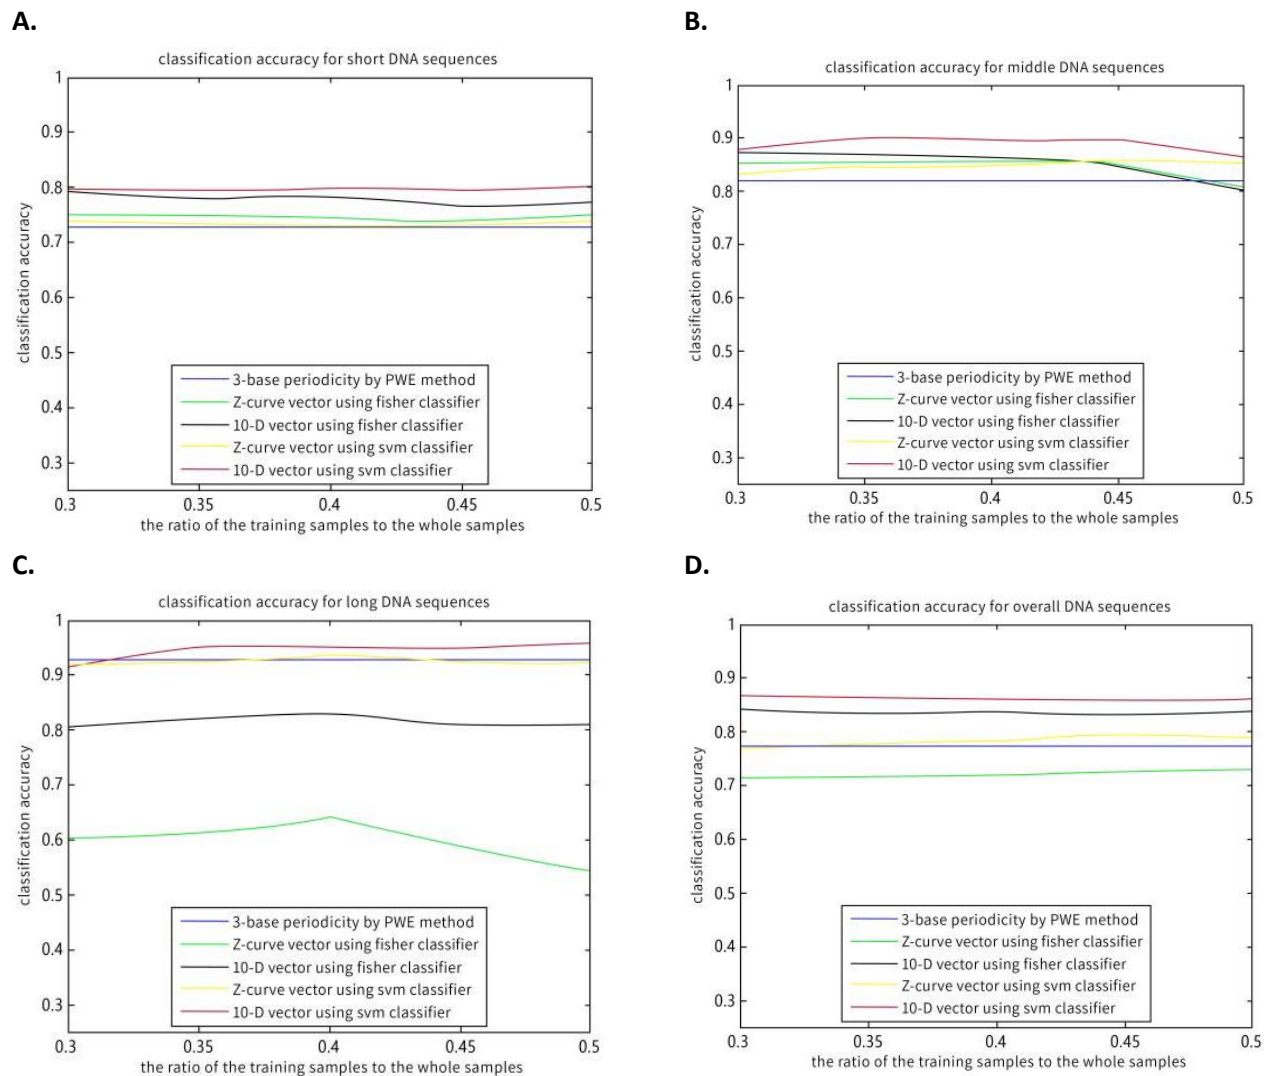 A.
classification accuracy for short DNA sequences
1
0.9
0.8
0.7
0.6
0.5
0.4
0.3
classification accuracy
3-base periodicity by PWE method
Z-curve vector using fisher classifier
10-D vector using fisher classifier
Z-curve vector using svm classifier
10-D vector using svm classifier
0.3 0.35 0.4 0.45 0.5
the ratio of the training samples to the whole samples
B.
classification accuracy for middle DNA sequences
1
0.9
0.8
0.7
0.6
0.5
0.4
0.3
classification accuracy
3-base periodicity by PWE method
Z-curve vector using fisher classifier
10-D vector using fisher classifier
Z-curve vector using svm classifier
10-D vector using svm classifier
0.3 0.35 0.4 0.45 0.5
the ratio of the training samples to the whole samples
C.
classification accuracy for long DNA sequences
1
0.9
0.8
0.7
0.6
0.5
0.4
0.3
classification accuracy
3-base periodicity by PWE method
Z-curve vector using fisher classifier
10-D vector using fisher classifier
Z-curve vector using svm classifier
10-D vector using svm classifier
0.3 0.35 0.4 0.45 0.5
the ratio of the training samples to the whole samples
D.
classification accuracy for overall DNA sequences
1
0.9
0.8
0.7
0.6
0.5
0.4
0.3
classification accuracy
3-base periodicity by PWE method
Z-curve vector using fisher classifier
10-D vector using fisher classifier
Z-curve vector using svm classifier
10-D vector using svm classifier
0.3 0.35 0.4 0.45 0.5
the ratio of the training samples to the whole samples